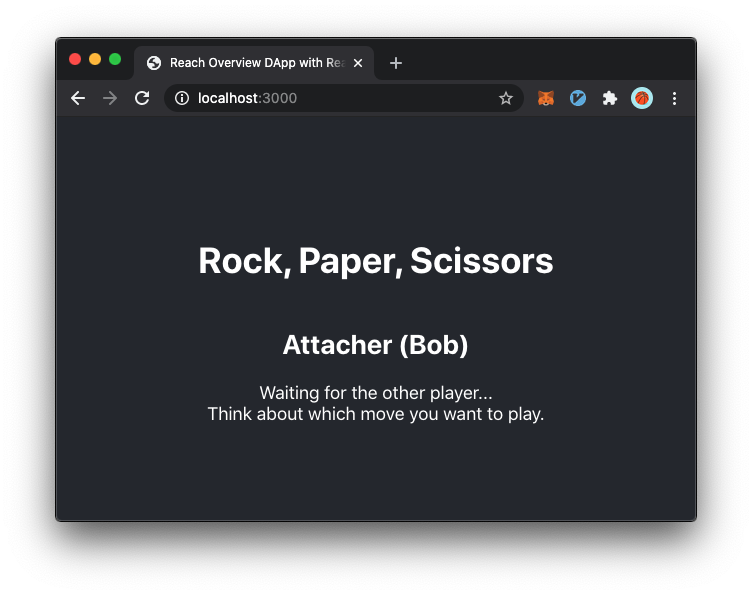 Reach Overview DApp with Rea
localhost:3000
Rock, Paper, Scissors
Attacher (Bob)
Waiting for the other player...
Think about which move you want to play.